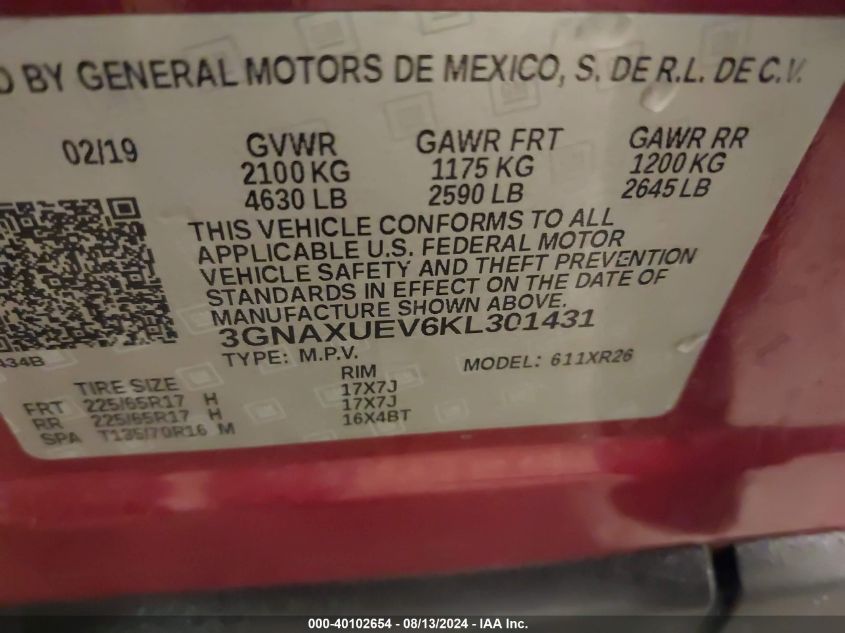 BY GENERAL MOTORS DE MEXICO, S. DE R.L. DE C.V.
02/19 GVWR GAWR FRT GAWR RR
2100 KG 1175 KG 1200 KG
4630 LB 2590 LB 2645 LB
THIS VEHICLE CONFORMS TO ALL
APPLICABLE U.S. FEDERAL MOTOR
VEHICLE SAFETY AND THEFT PREVENTION
STANDARDS IN EFFECT ON THE DATE OF
MANUFACTURE SHOWN ABOVE.
3GNAXUEV6KL301431
434B
TYPE: M.P.V. MODEL: 611XR26
TIRE SIZE RIM
FRT 225/65R17 H 17X7J
RR 225/65R17 H 17X7J
SPA T135/70R16 M 16X4BT
000-40102654 - 08/13/2024 - IAA Inc.